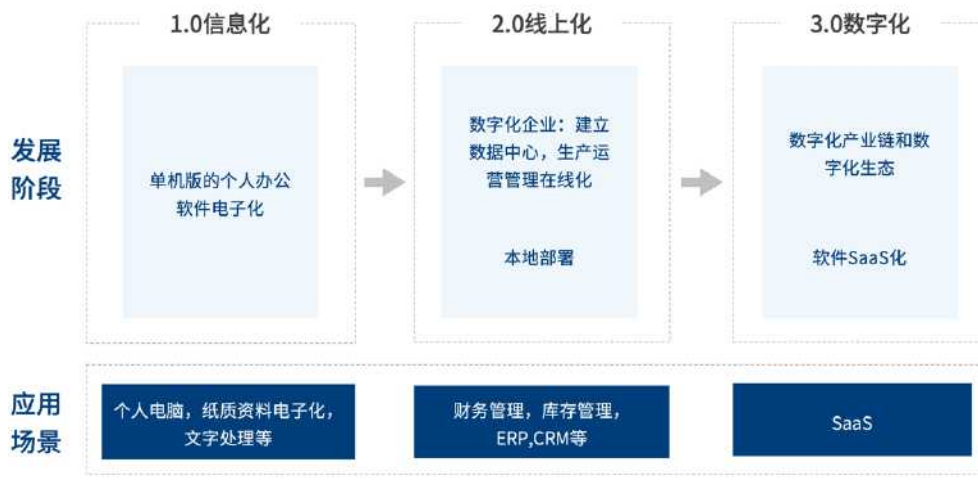 1.0信息化
2.0线上化
3.0数字化
发展
阶段
单机版的个人办公
软件电子化
数字化企业：建立
数据中心，生产运
营管理在线化
本地部署
数字化产业链和数
字化生态
软件SaaS化
应用
场景
个人电脑，纸质资料电子化，
文字处理等
财务管理，库存管理，
ERP,CRM等
SaaS